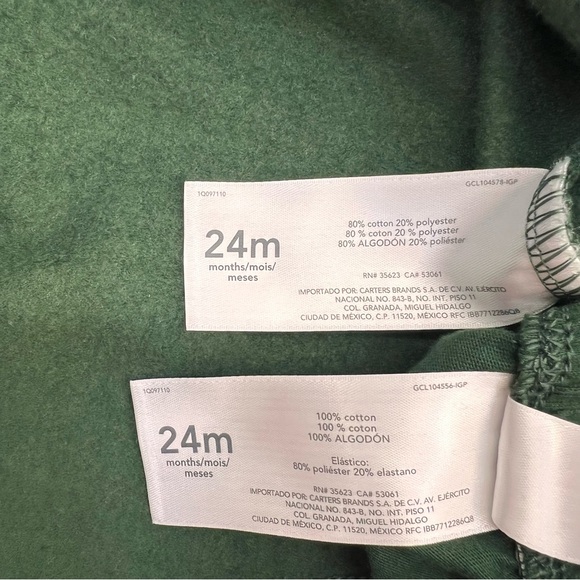 1Q097110
GCL104578-IGP
24m
months/mois/
meses
80% cotton 20% polyester
80 % coton 20 % polyester
80% ALGODÓN 20% poliéster
RN# 35623 CA# 53061
IMPORTADO POR: CARTERS BRANDS S.A. DE C.V. AV. EJÉRCITO
NACIONAL NO. 843-B, NO. INT. PISO 11
COL. GRANADA, MIGUEL HIDALGO
CIUDAD DE MÉXICO, C.P. 11520, MÉXICO RFC IBB7712286Q8
1Q097110
GCL104556-IGP
24m
months/mois/
meses
100% cotton
100 % coton
100% ALGODÓN
Elástico:
80% poliéster 20% elastano
RN# 35623 CA# 53061
IMPORTADO POR: CARTERS BRANDS S.A. DE C.V. AV. EJÉRCITO
NACIONAL NO. 843-B, NO. INT. PISO 11
COL. GRANADA, MIGUEL HIDALGO
CIUDAD DE MÉXICO, C.P. 11520, MÉXICO RFC IBB7712286Q8